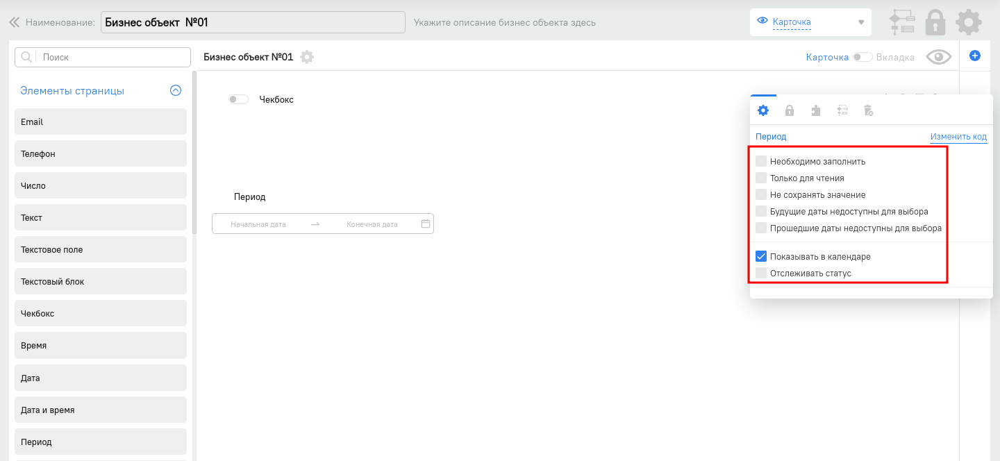 Наименование: Бизнес объект №01 Укажите описание бизнес объекта здесь Карточка
Поиск
Бизнес объект №01 Карточка Вкладка
Элементы страницы
Email
Телефон
Число
Текст
Текстовое поле
Текстовый блок
Чекбокс
Время
Дата
Дата и время
Период
Чекбокс
Период
Начальная дата Конечная дата
Период Изменить код
Необходимо заполнить
Только для чтения
Не сохранять значение
Будущие даты недоступны для выбора
Прошедшие даты недоступны для выбора
Показывать в календаре
Отслеживать статус